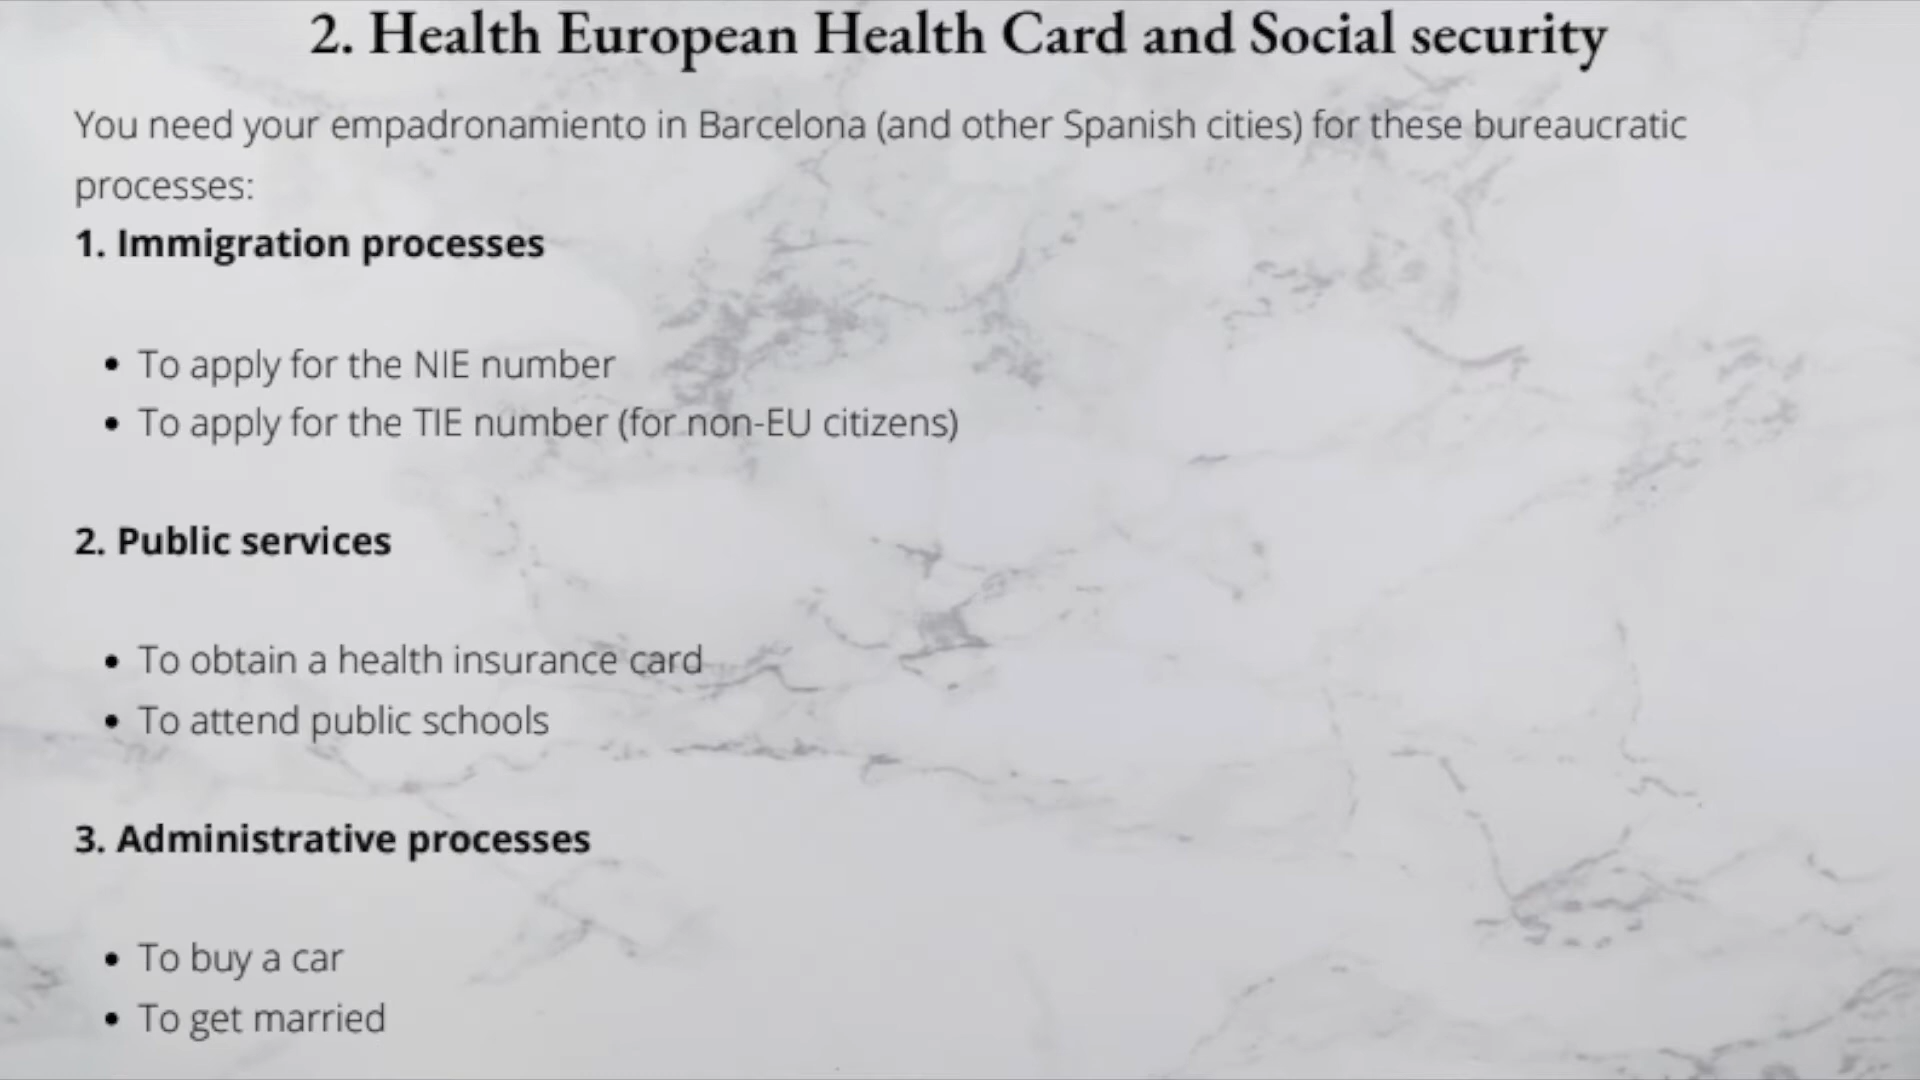 2. Health European Health Card and Social security
You need your empadronamiento in Barcelona (and other Spanish cities) for these bureaucratic
processes:
1. Immigration processes
• To apply for the NIE number
• To apply for the TIE number (for non-EU citizens)
2. Public services
• To obtain a health insurance card
• To attend public schools
3. Administrative processes
• To buy a car
• To get married